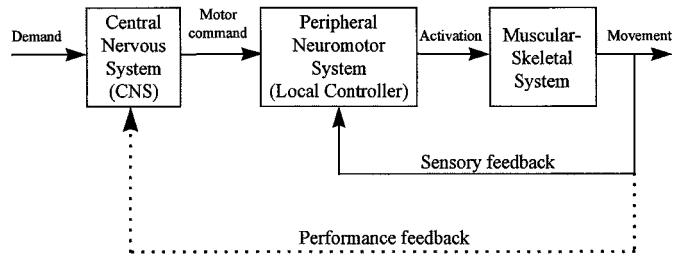 Demand
Central
Nervous
System
(CNS)
Motor
command
Peripheral
Neuromotor
System
(Local Controller)
Activation
Muscular-
Skeletal
System
Movement
Sensory feedback
Performance feedback